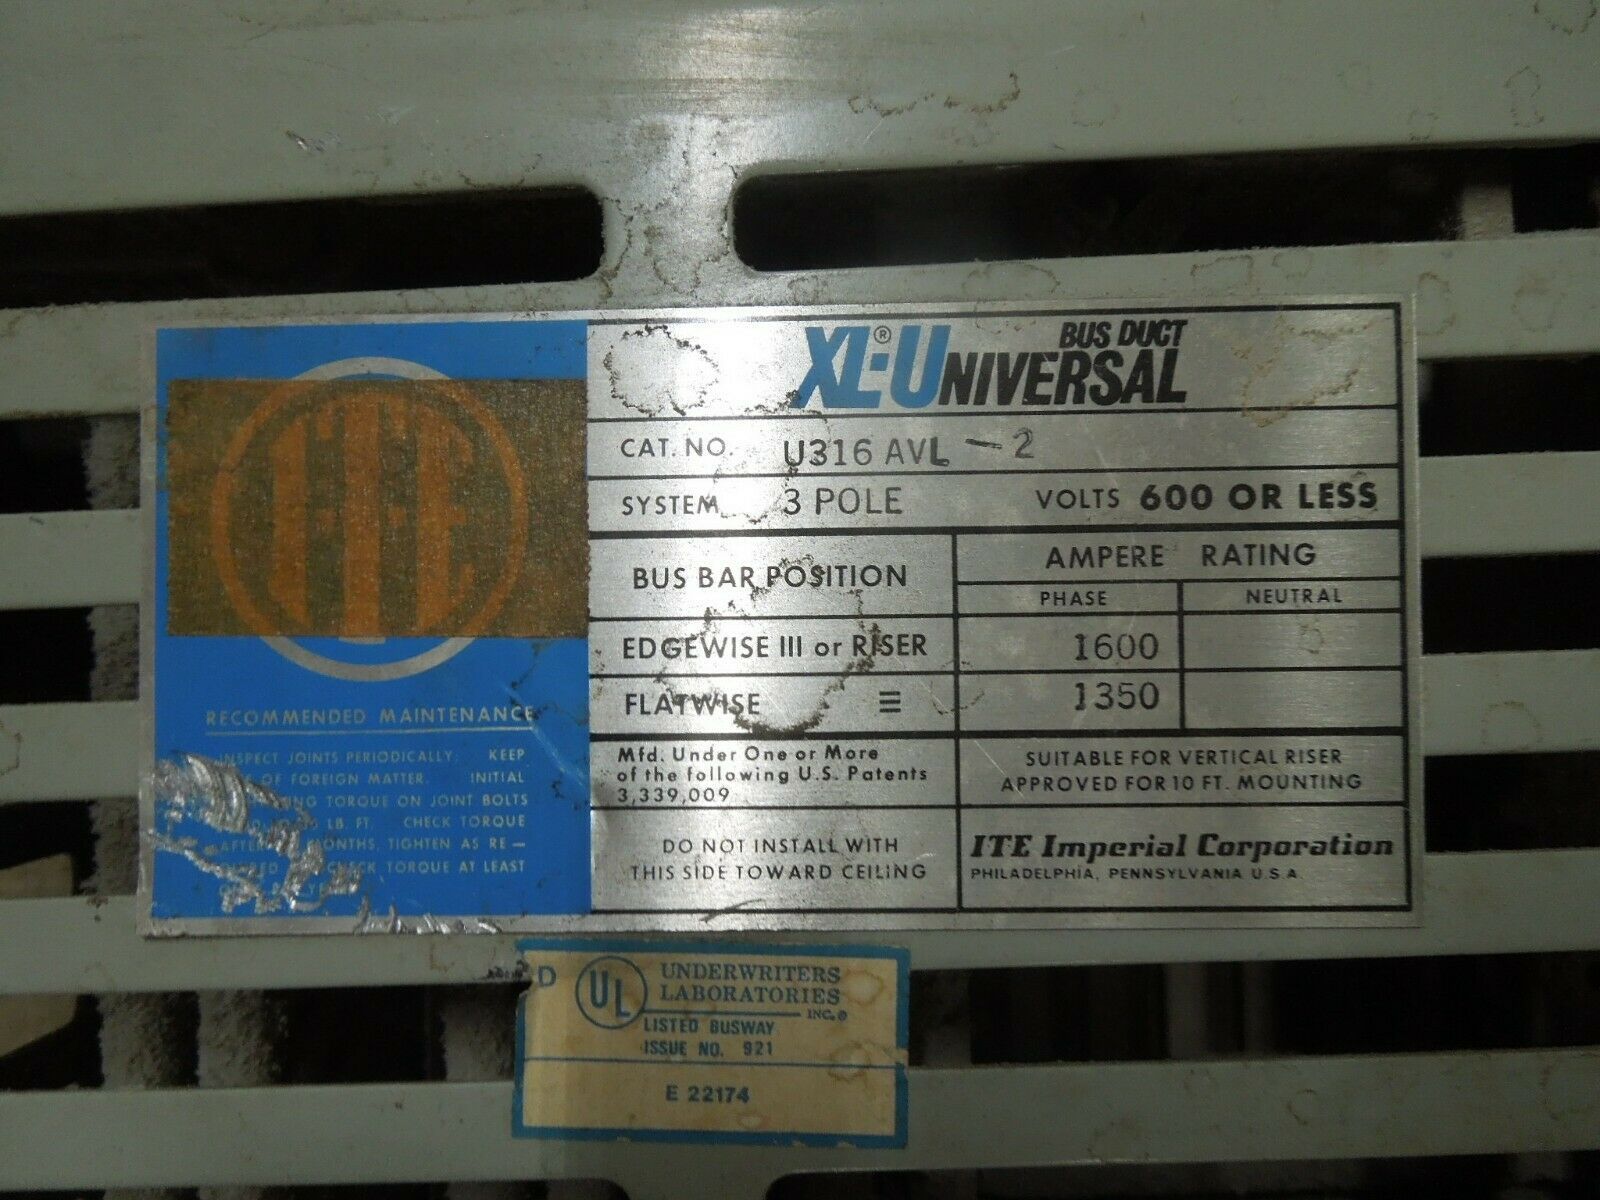 ITE
RECOMMENDED MAINTENANCE
INSPECT JOINTS PERIODICALLY: KEEP
OF FOREIGN MATTER. INITIAL
TORQUE ON JOINT BOLTS
LB. FT. CHECK TORQUE
MONTHS, TIGHTEN AS RE–
TORQUE AT LEAST
XL®-UNIVERSAL BUS DUCT
CAT. NO. U316 AVL - 2
SYSTEM 3 POLE VOLTS 600 OR LESS
BUS BAR POSITION
AMPERE RATING
PHASE NEUTRAL
EDGEWISE III or RISER 1600
FLATWISE ≡ 1350
Mfd. Under One or More
of the following U.S. Patents
3,339,009
SUITABLE FOR VERTICAL RISER
APPROVED FOR 10 FT. MOUNTING
DO NOT INSTALL WITH
THIS SIDE TOWARD CEILING
ITE Imperial Corporation
PHILADELPHIA, PENNSYLVANIA U.S.A.
D
UL
UNDERWRITERS
LABORATORIES
INC.®
LISTED BUSWAY
ISSUE NO. 921
E 22174